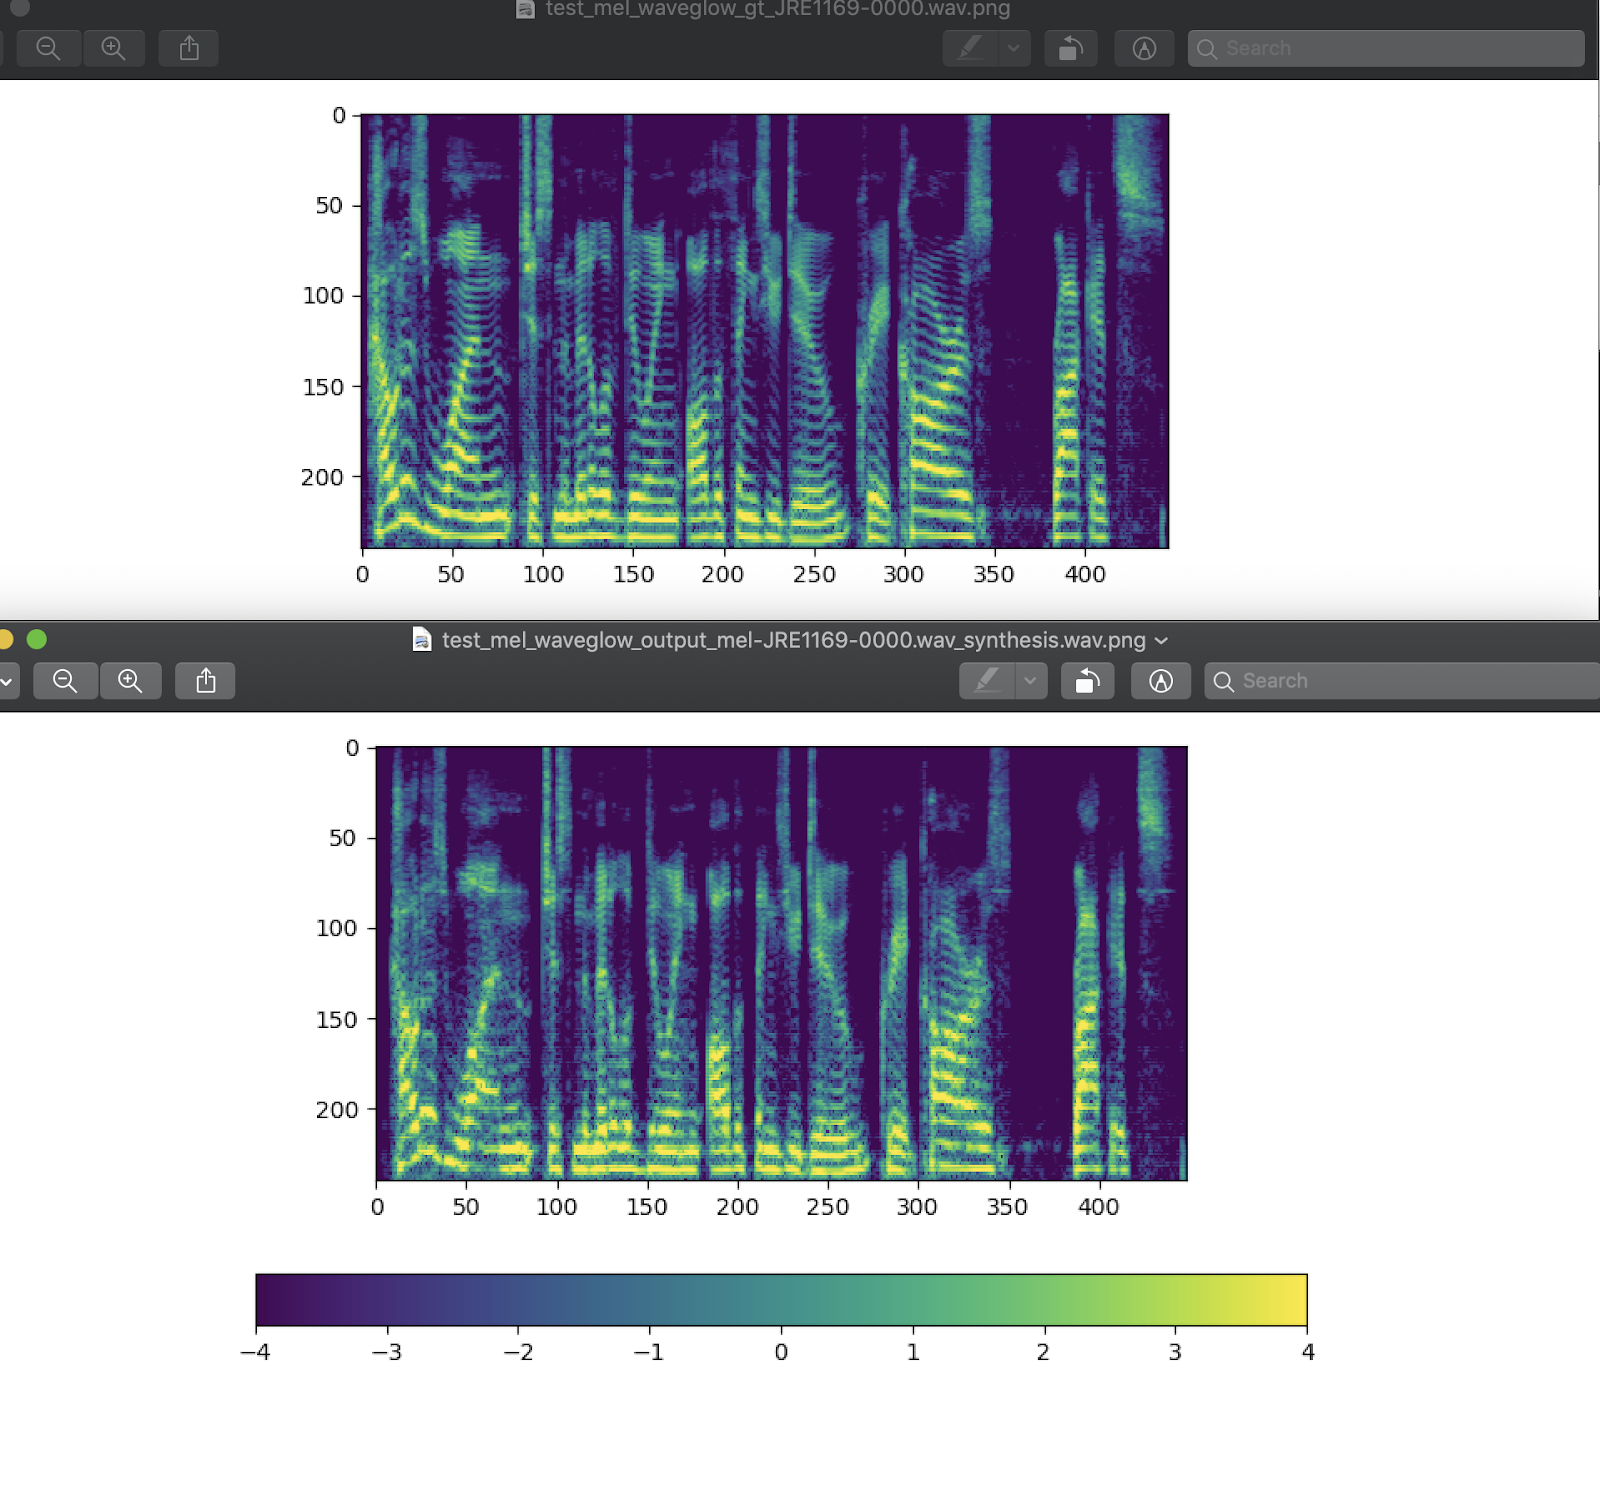 test_mel_waveglow_gt_JRE1169-0000.wav.png
Search
0
50
100
150
200
0 50 100 150 200 250 300 350 400
test_mel_waveglow_output_mel-JRE1169-0000.wav_synthesis.wav.png
Search
0
50
100
150
200
0 50 100 150 200 250 300 350 400
−4 −3 −2 −1 0 1 2 3 4